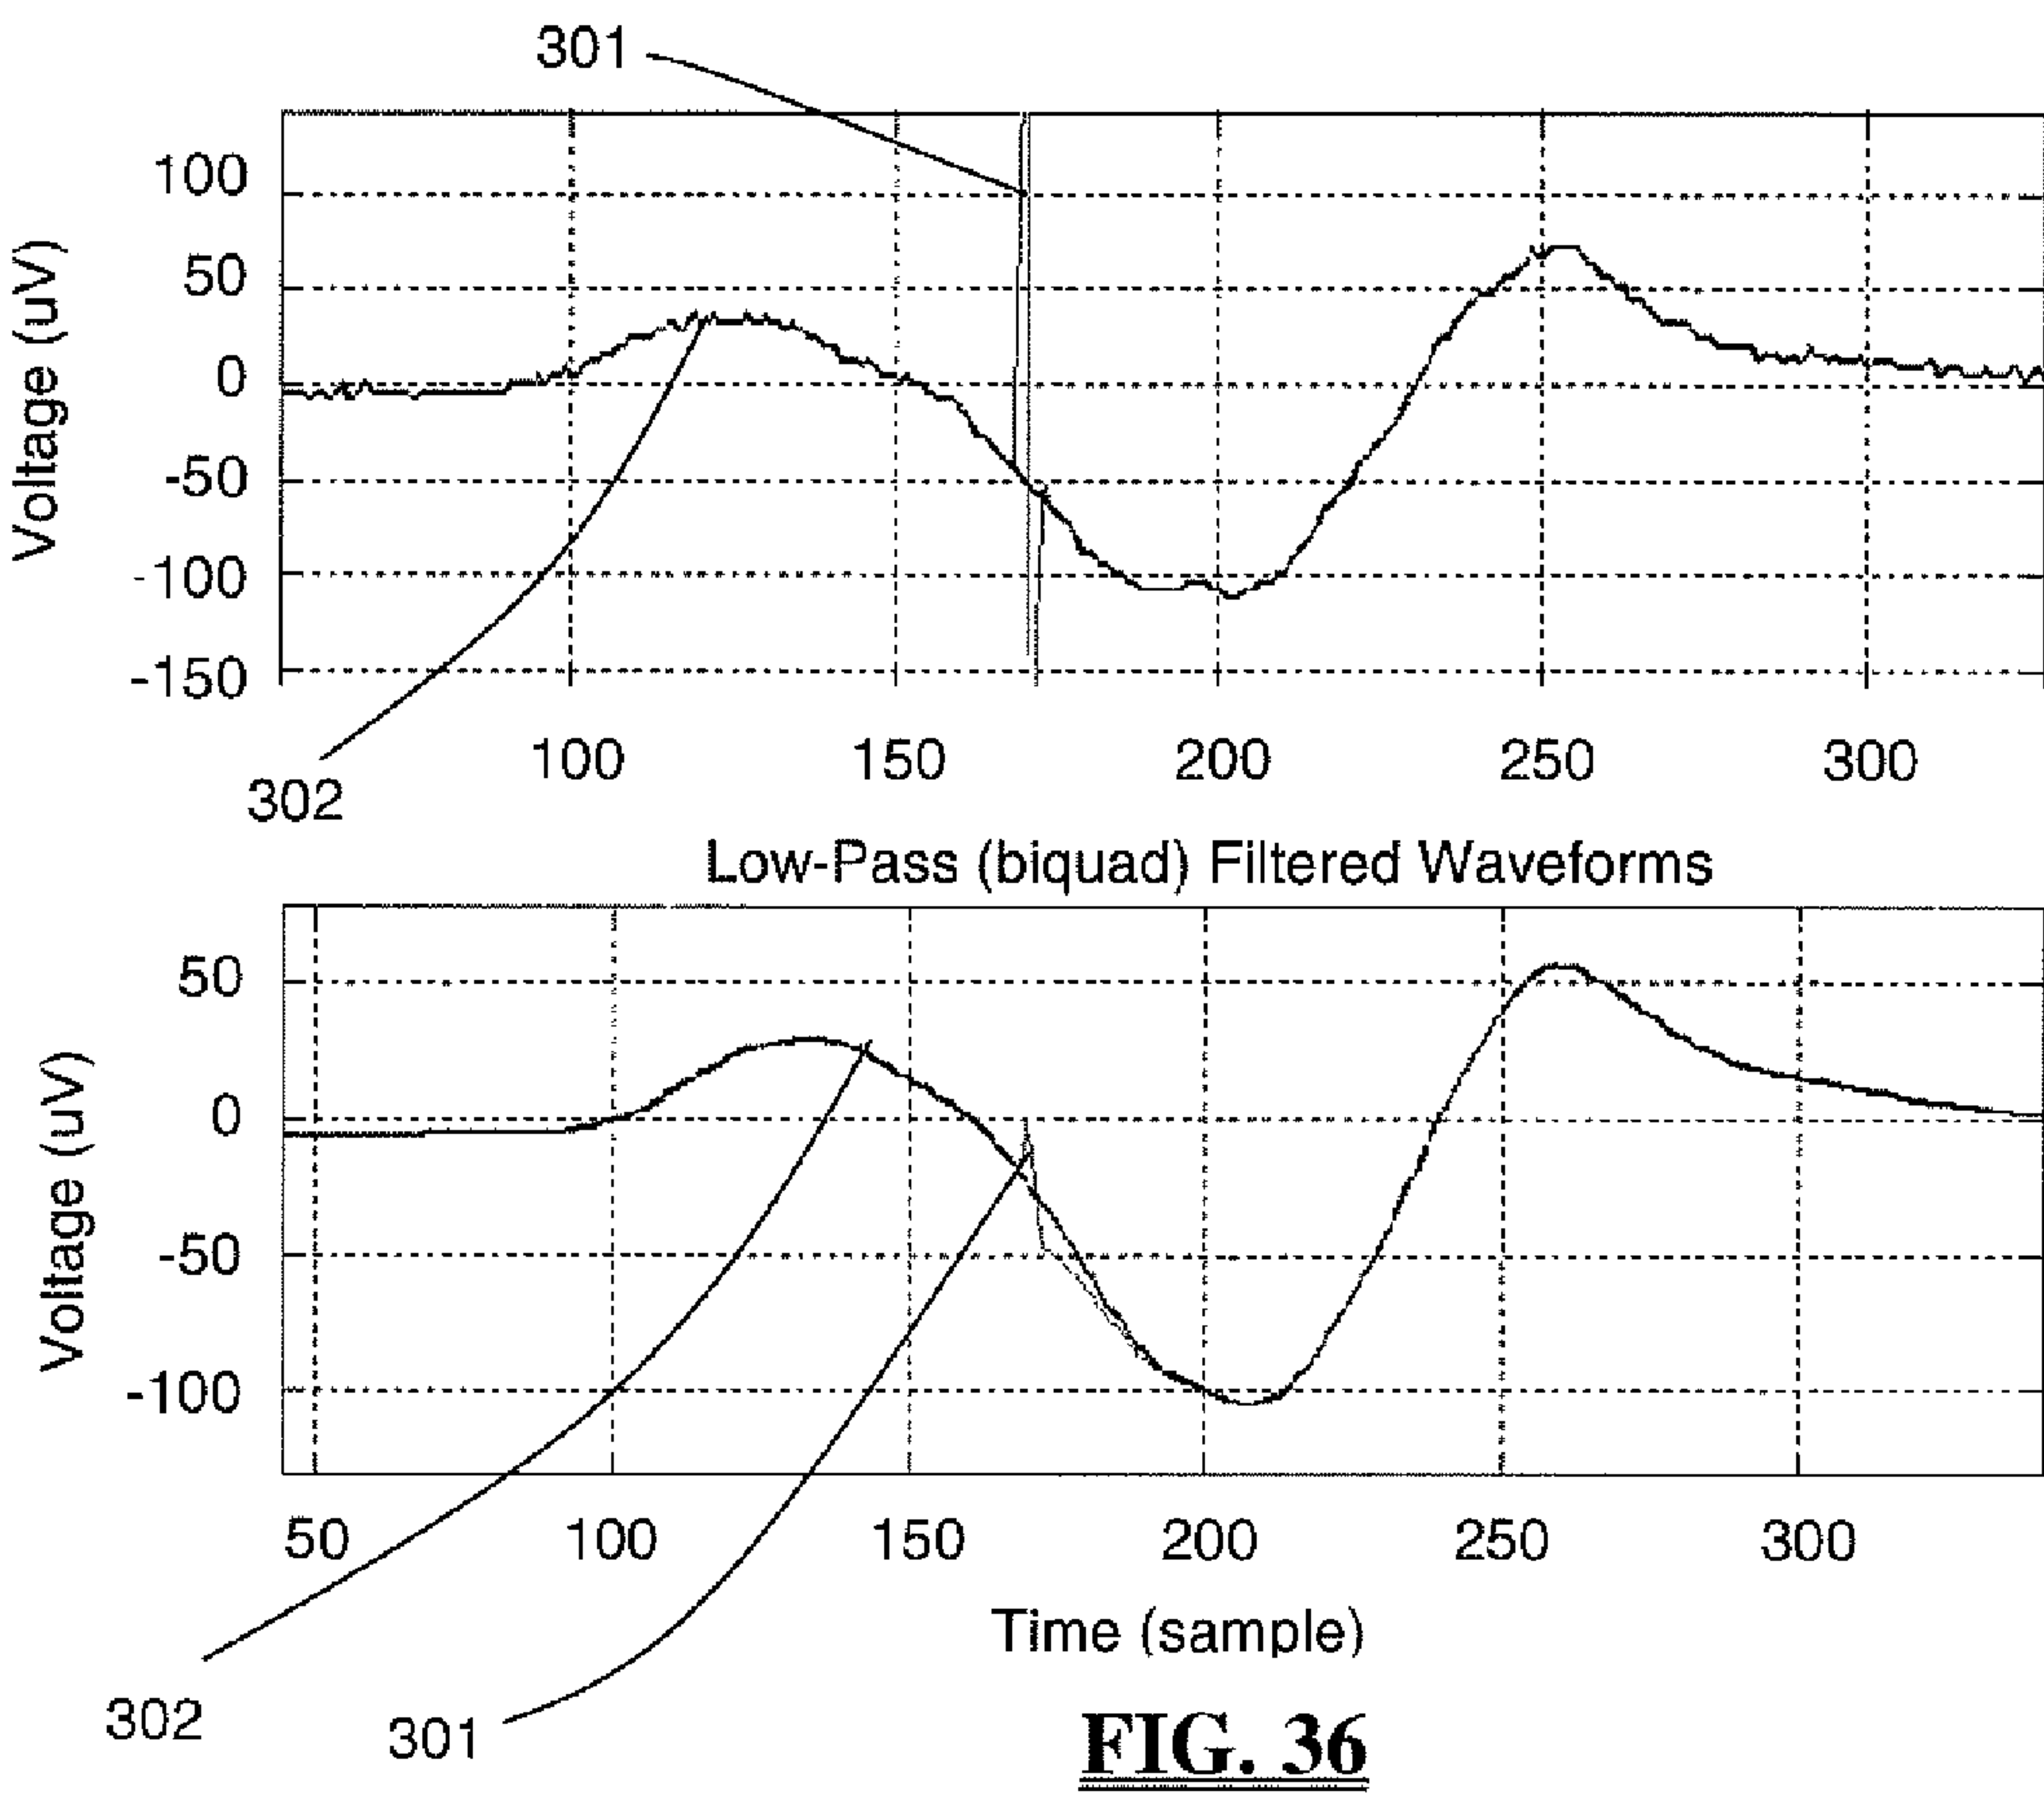 301
100
50
0
-50
-100
-150
Voltage (uV)
100 150 200 250 300
302
Low-Pass (biquad) Filtered Waveforms
50
0
-50
-100
Voltage (uV)
50 100 150 200 250 300
Time (sample)
302
301
FIG. 36